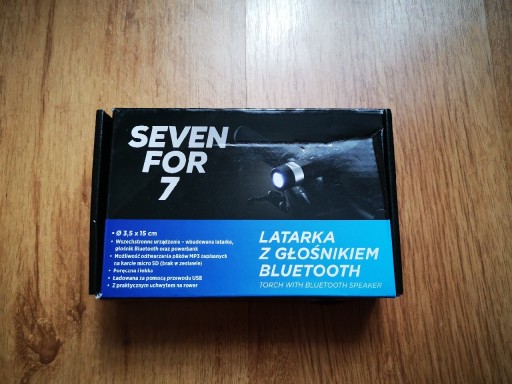 SEVEN
FOR
7
• Ø 3,5 x 15 cm
• Wszechstronne urządzenie – wbudowana latarka,
głośnik Bluetooth oraz powerbank
• Możliwość odtwarzania plików MP3 zapisanych
na karcie micro SD (brak w zestawie)
• Poręczna i lekka
• Ładowana za pomocą przewodu USB
• Z praktycznym uchwytem na rower
LATARKA
Z GŁOŚNIKIEM
BLUETOOTH
TORCH WITH BLUETOOTH SPEAKER